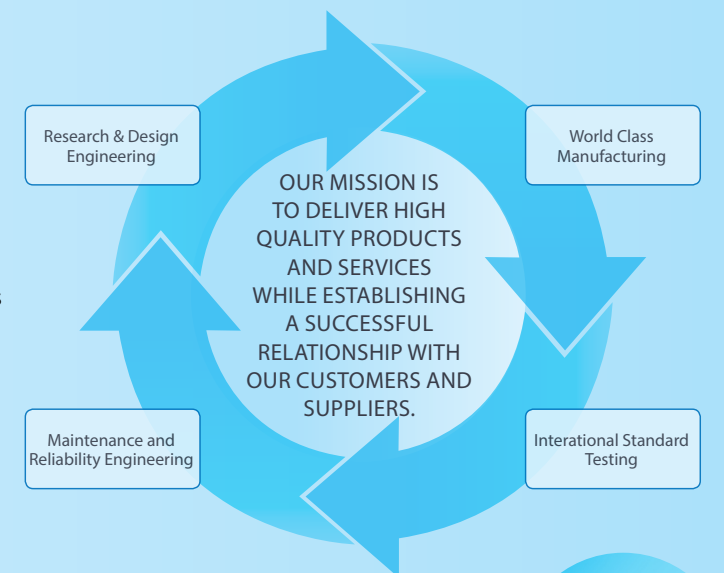 Research & Design
Engineering
World Class
Manufacturing
OUR MISSION IS
TO DELIVER HIGH
QUALITY PRODUCTS
AND SERVICES
WHILE ESTABLISHING
A SUCCESSFUL
RELATIONSHIP WITH
OUR CUSTOMERS AND
SUPPLIERS.
Maintenance and
Reliability Engineering
Interational Standard
Testing